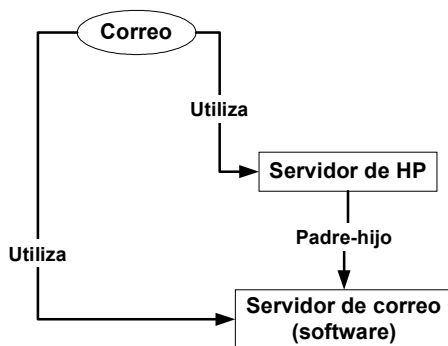 Correo
Utiliza
Servidor de HP
Padre-hijo
Utiliza
Servidor de correo
(software)